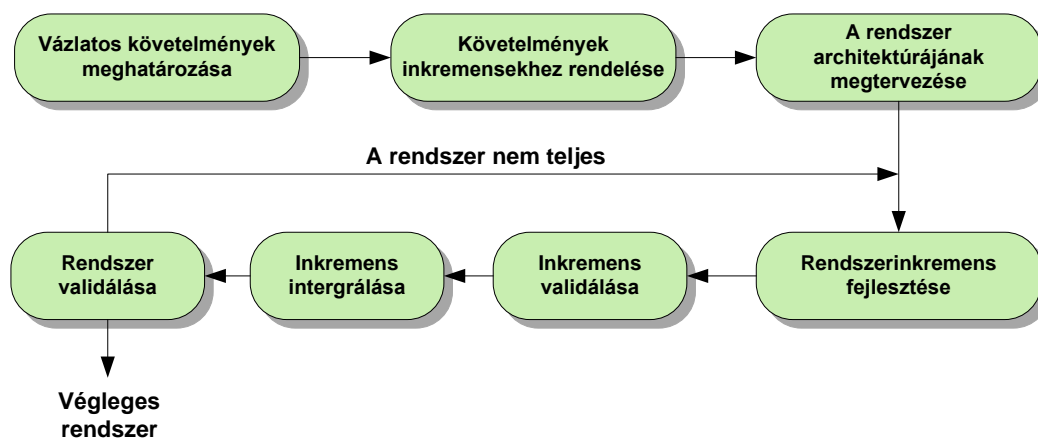 Vázlatos követelmények
meghatározása
Követelmények
inkremensekhez rendelése
A rendszer
architektúrájának
megtervezése
A rendszer nem teljes
Rendszer
validálása
Inkremens
intergrálása
Inkremens
validálása
Rendszerinkremens
fejlesztése
Végleges
rendszer